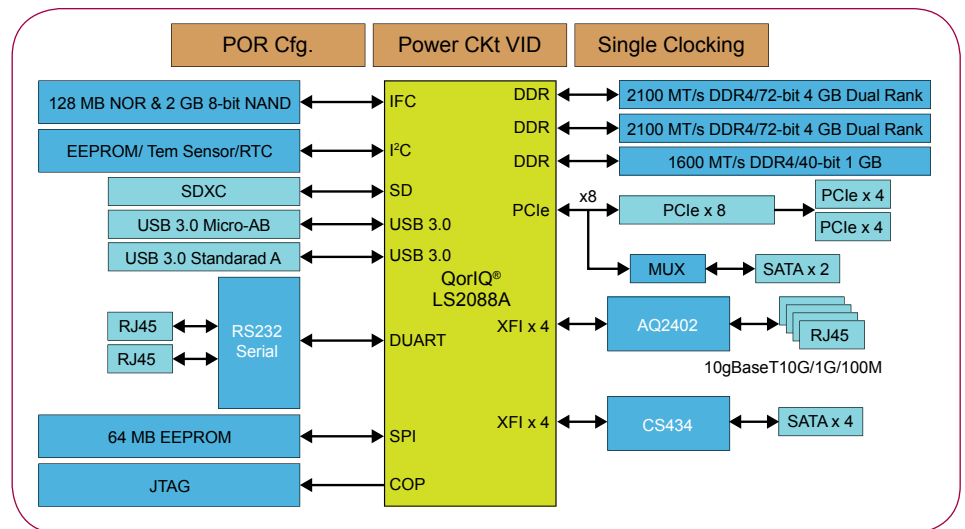 POR Cfg.
Power CKt VID
Single Clocking
128 MB NOR & 2 GB 8-bit NAND
EEPROM/ Tem Sensor/RTC
SDXC
USB 3.0 Micro-AB
USB 3.0 Standarad A
RJ45
RJ45
RS232
Serial
64 MB EEPROM
JTAG
IFC
I²C
SD
USB 3.0
USB 3.0
QorIQ®
LS2088A
DUART
SPI
COP
DDR
DDR
DDR
PCIe
XFI x 4
XFI x 4
2100 MT/s DDR4/72-bit 4 GB Dual Rank
2100 MT/s DDR4/72-bit 4 GB Dual Rank
1600 MT/s DDR4/40-bit 1 GB
x8
PCIe x 8
PCIe x 4
PCIe x 4
MUX
SATA x 2
AQ2402
RJ45
10gBaseT10G/1G/100M
CS434
SATA x 4